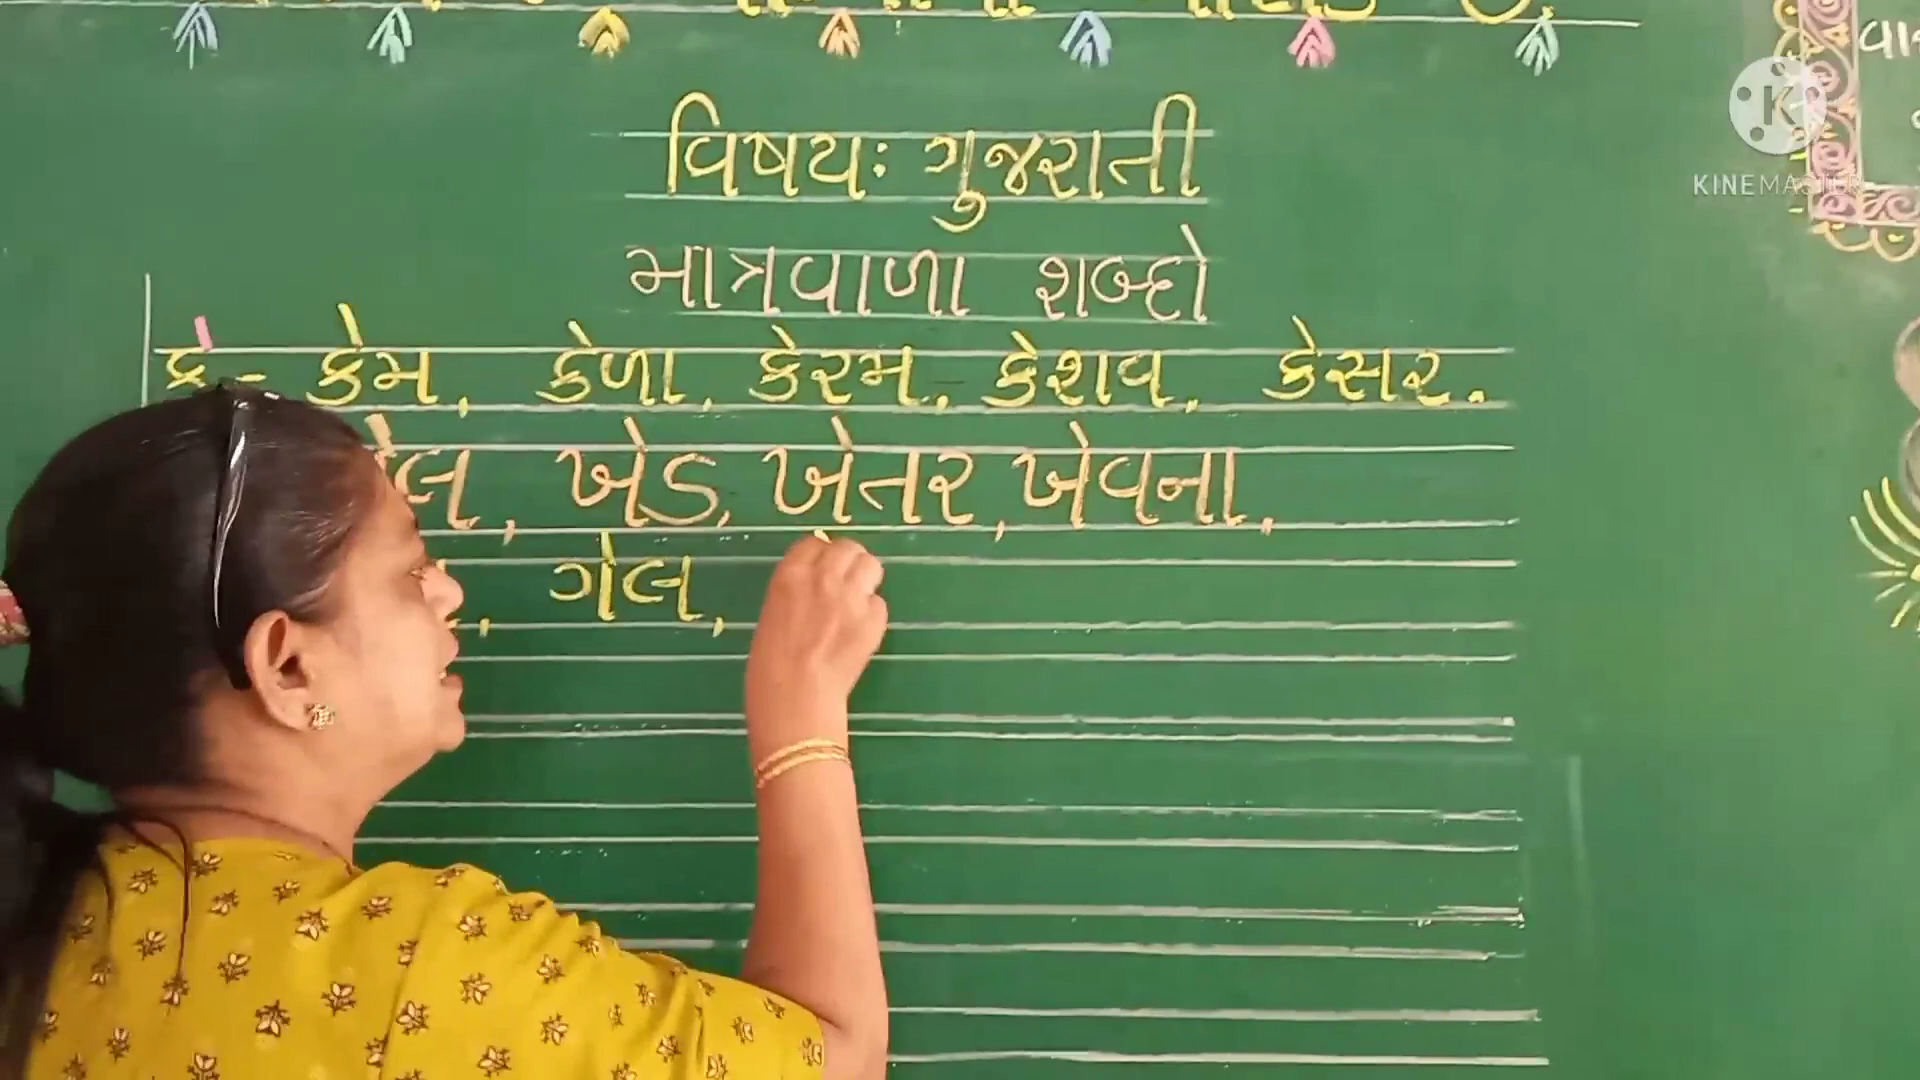 વિષય: ગુજરાતી
માત્રવાળા શબ્દો
કે - કેમ, કેળા, કેરમ, કેશવ, કેસર.
ખેડ, ખેતર, ખેવના,
ગેલ,
KINEMASTER